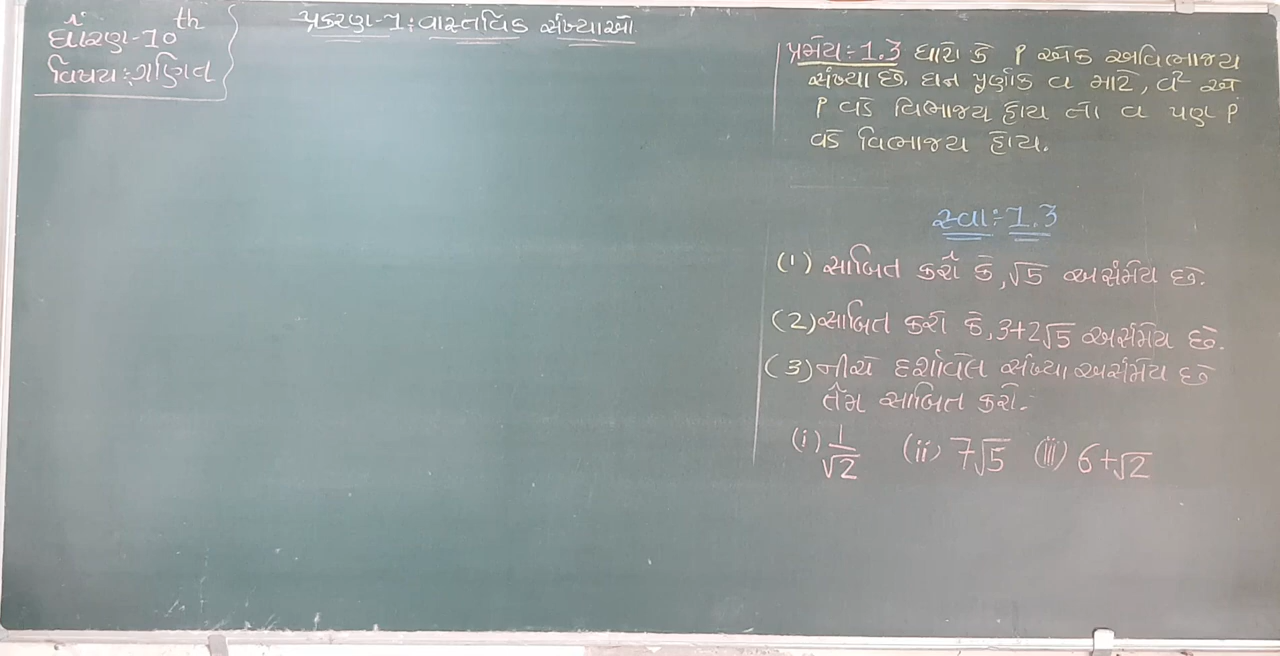 ધોરણ-10th
વિષય:ગણિત
પ્રકરણ-1:વાસ્તવિક સંખ્યાઓ
પ્રમેય:-1.3 ધારો કે P એક અવિભાજ્ય
સંખ્યા છે. ધન પૂર્ણાંક a માટે, a² એ
P વડે વિભાજ્ય હોય તો a પણ P
વડે વિભાજ્ય હોય.
સ્વા:-1.3
(1) સાબિત કરો કે, √5 અસંમેય છે.
(2) સાબિત કરો કે, 3+2√5 અસંમેય છે.
(3) નીચે દર્શાવેલ સંખ્યા અસંમેય છે
તેમ સાબિત કરો.
(i) 1/√2 (ii) 7√5 (iii) 6+√2